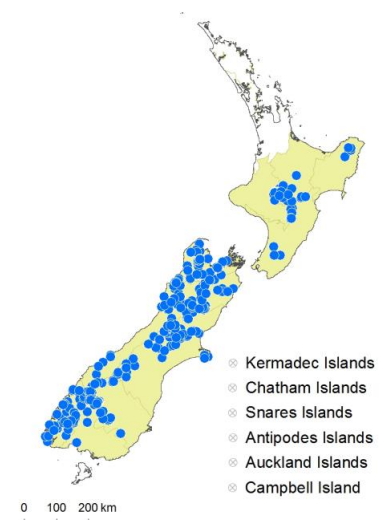 Kermadec Islands
Chatham Islands
Snares Islands
Antipodes Islands
Auckland Islands
Campbell Island
0 100 200 km